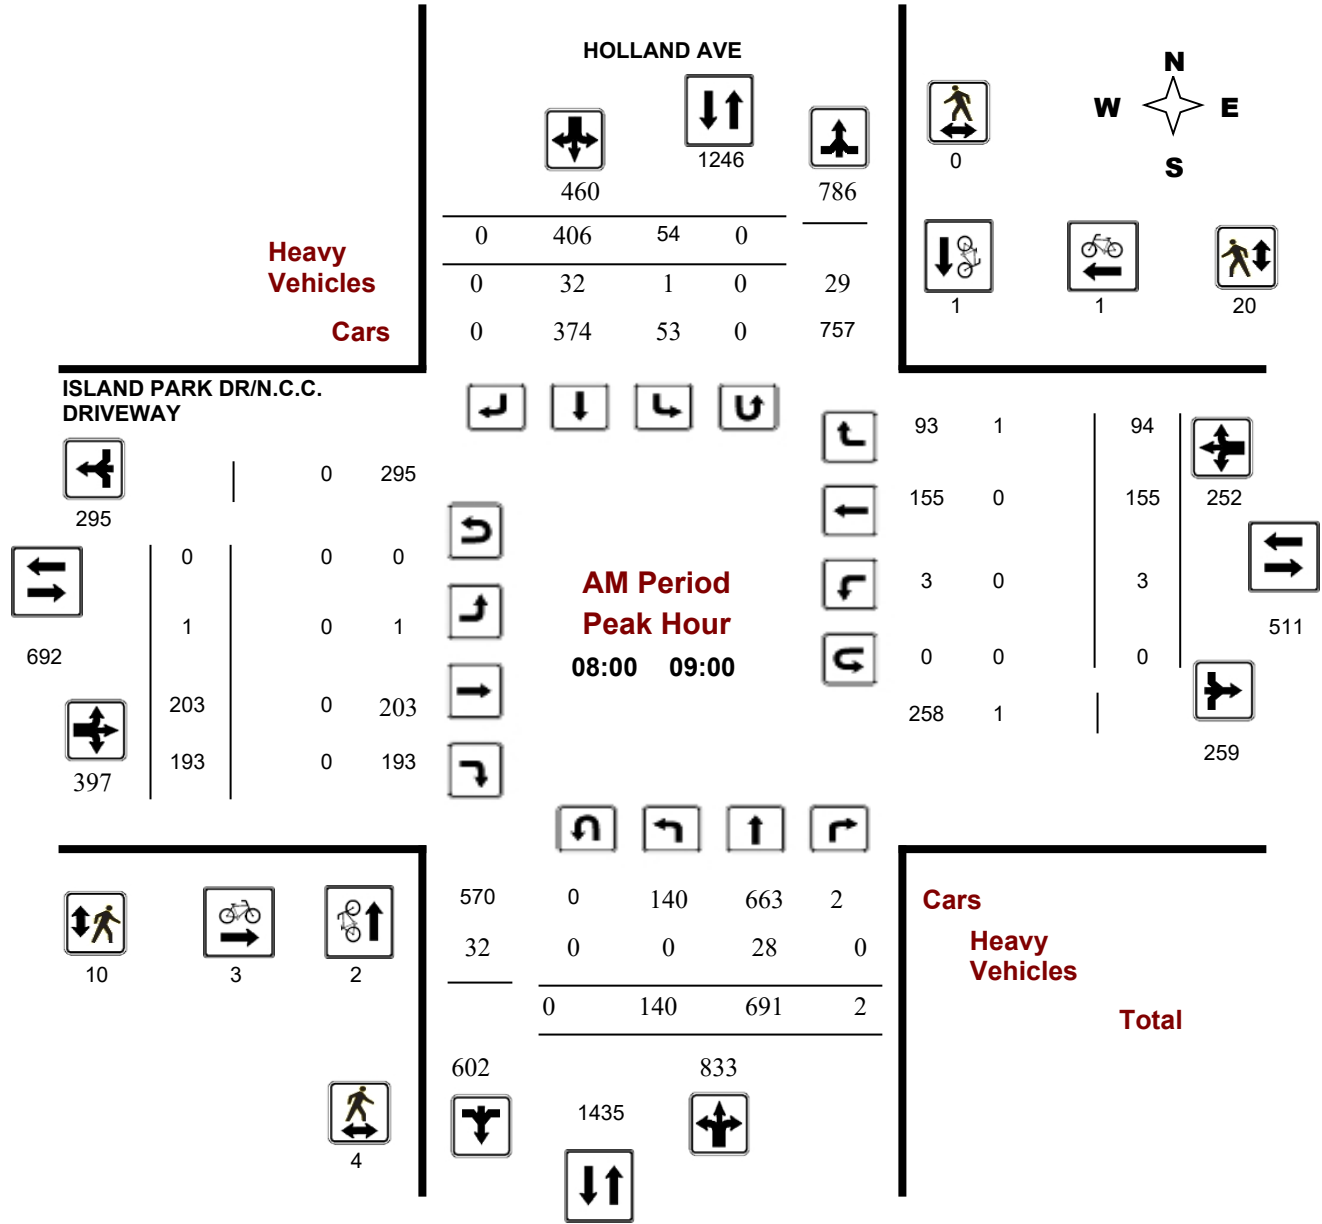 HOLLAND AVE
N
W E
S
1246
0
460 786
0 406 54 0
Heavy
Vehicles 0 32 1 0 29
1 1 20
Cars 0 374 53 0 757
ISLAND PARK DR/N.C.C.
DRIVEWAY
93 1 94
0 295
295
155 0 155 252
0 0 0
AM Period
3 0 3
Peak Hour
1 0 1 511
692
08:00 09:00
0 0 0
203 0 203
258 1
193 0 193 259
397
570 0 140 663 2 Cars
32 0 0 28 0 Heavy
Vehicles
10 3 2
0 140 691 2 Total
602 833
1435
4